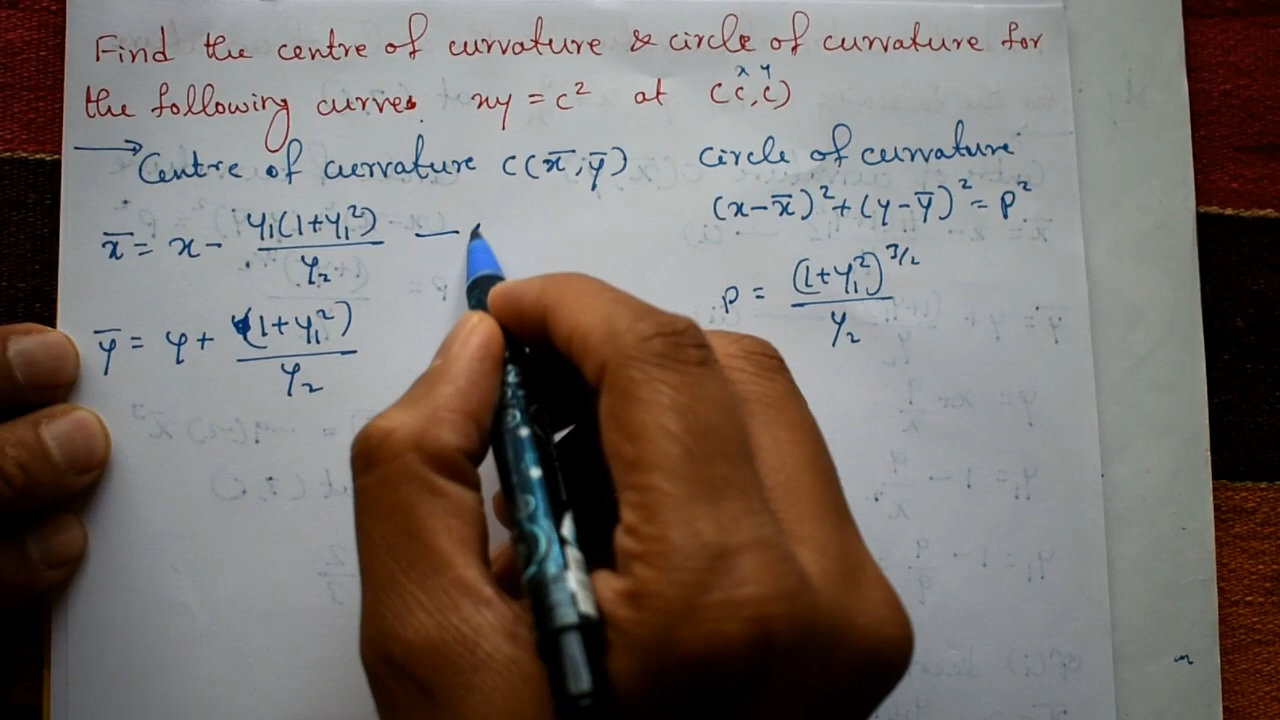 Find the centre of curvature & circle of curvature for
the following curves xy = c² at (c, c)
x y
→ Centre of curvature C(x̄, ȳ)
x̄ = x - y₁(1+y₁²) / y₂ —
ȳ = y + (1+y₁²) / y₂
Circle of curvature
(x-x̄)² + (y-ȳ)² = ρ²
ρ = (1+y₁²)^3/2 / y₂